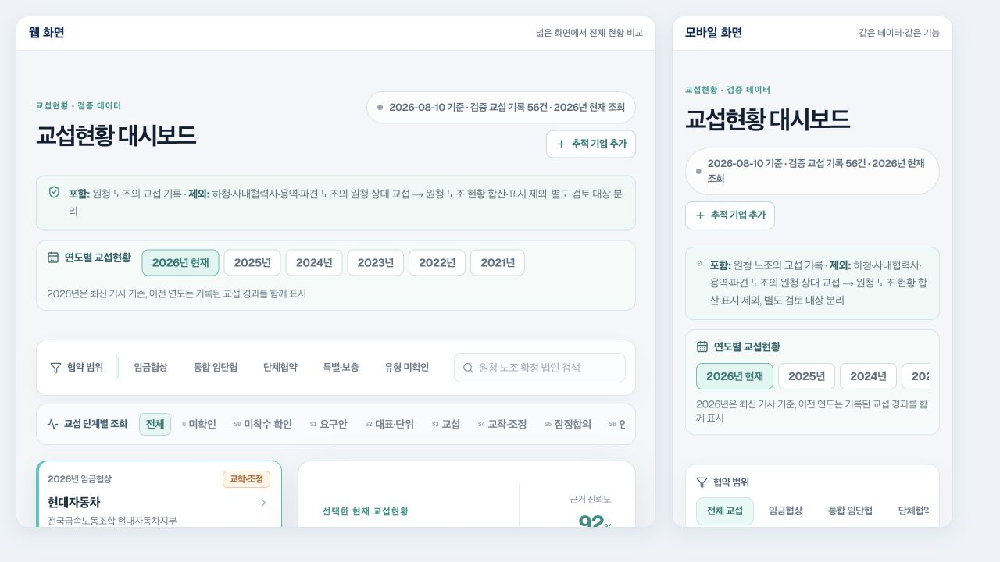 웹 화면
넓은 화면에서 전체 현황 비교
교섭현황 · 검증 데이터
교섭현황 대시보드
2026-08-10 기준 · 검증 교섭 기록 56건 · 2026년 현재 조회
추적 기업 추가
포함: 원청 노조의 교섭 기록 · 제외: 하청·사내협력사·용역·파견 노조의 원청 상대 교섭 → 원청 노조 현황 합산·표시 제외, 별도 검토 대상 분
리
연도별 교섭현황
2026년 현재
2025년
2024년
2023년
2022년
2021년
2026년은 최신 기사 기준, 이전 연도는 기록된 교섭 경과를 함께 표시
협약 범위
임금협상
통합 임단협
단체협약
특별·보충
유형 미확인
원청 노조 확정 법인 검색
교섭 단계별 조회
전체
U 미확인
S0 미착수 확인
S1 요구안
S2 대표·단위
S3 교섭
S4 교착·조정
S5 잠정합의
S6
2026년 임금협상
교착·조정
현대자동차
전국금속노동조합 현대자동차지부
선택한 현재 교섭현황
근거 신뢰도
92%
모바일 화면
같은 데이터·같은 기능
교섭현황 · 검증 데이터
교섭현황 대시보드
2026-08-10 기준 · 검증 교섭 기록 56건 · 2026년 현재
조회
추적 기업 추가
포함: 원청 노조의 교섭 기록 · 제외: 하청·사내협력사·
용역·파견 노조의 원청 상대 교섭 → 원청 노조 현황 합
산·표시 제외, 별도 검토 대상 분리
연도별 교섭현황
2026년 현재
2025년
2024년
202
2026년은 최신 기사 기준, 이전 연도는 기록된 교섭 경과를 함
께 표시
협약 범위
전체 교섭
임금협상
통합 임단협
단체협약